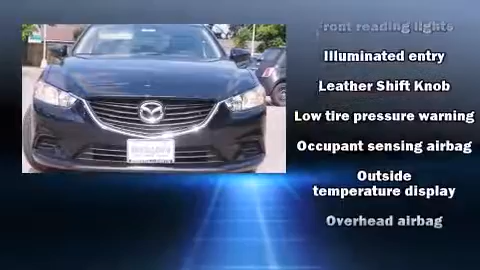 Front reading lights
Illuminated entry
Leather Shift Knob
Low tire pressure warning
Occupant sensing airbag
Outside
temperature display
Overhead airbag